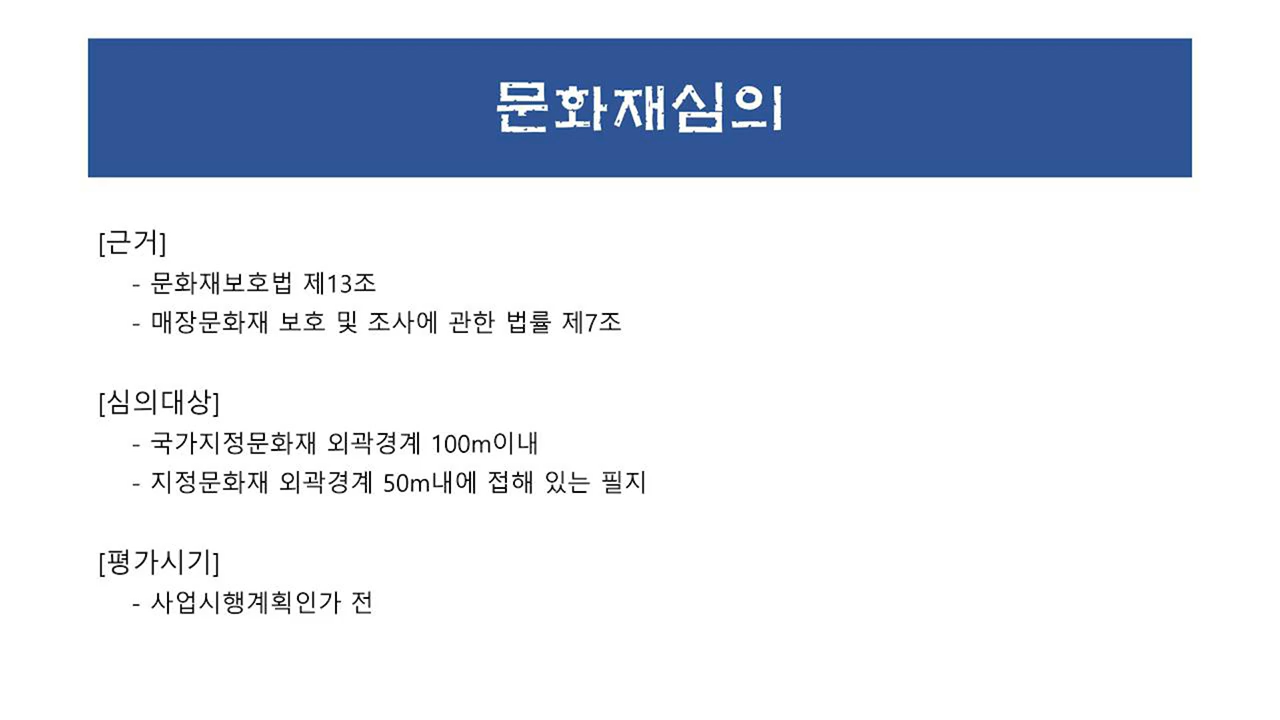 문화재심의
[근거]
- 문화재보호법 제13조
- 매장문화재 보호 및 조사에 관한 법률 제7조
[심의대상]
- 국가지정문화재 외곽경계 100m이내
- 지정문화재 외곽경계 50m내에 접해 있는 필지
[평가시기]
- 사업시행계획인가 전